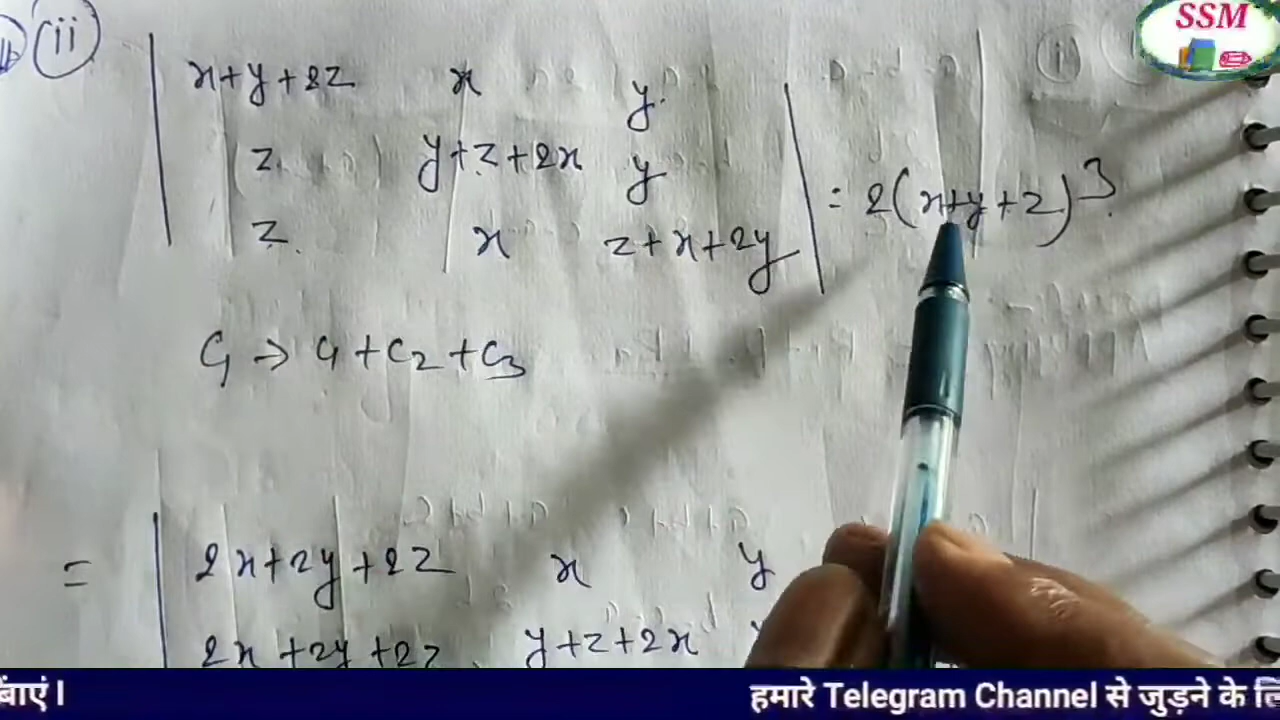 SSM
(ii)
| x+y+2z x y |
| z y+z+2x y | = 2(x+y+z)³
| z x z+x+2y |
C₁ → C₁+C₂+C₃
= | 2x+2y+2z x y
| 2x+2y+2z y+z+2x
बाएं। हमारे Telegram Channel से जुड़ने के